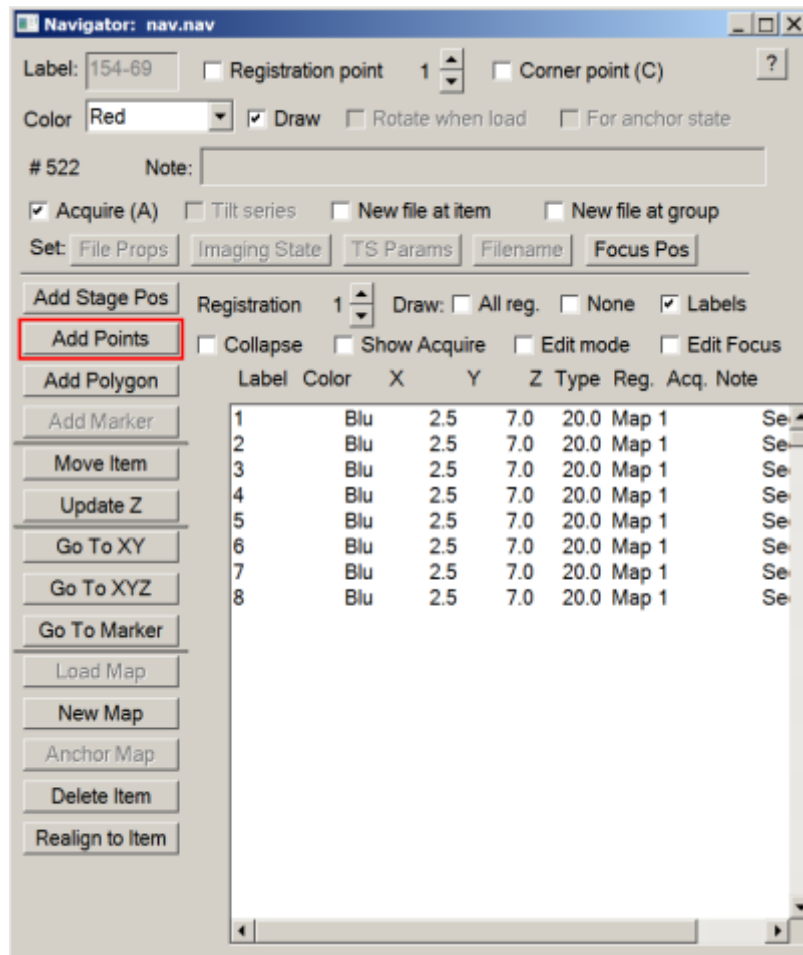 Navigator: nav.nav
Label: 154-69 Registration point 1 Corner point (C) ?
Color Red Draw Rotate when load For anchor state
# 522 Note:
Acquire (A) Tilt series New file at item New file at group
Set: File Props Imaging State TS Params Filename Focus Pos
Add Stage Pos Registration 1 Draw: All reg. None Labels
Add Points Collapse Show Acquire Edit mode Edit Focus
Add Polygon Label Color X Y Z Type Reg. Acq. Note
Add Marker 1 Blu 2.5 7.0 20.0 Map 1 Se
2 Blu 2.5 7.0 20.0 Map 1 Se
Move Item 3 Blu 2.5 7.0 20.0 Map 1 Se
4 Blu 2.5 7.0 20.0 Map 1 Se
Update Z 5 Blu 2.5 7.0 20.0 Map 1 Se
Go To XY 6 Blu 2.5 7.0 20.0 Map 1 Se
7 Blu 2.5 7.0 20.0 Map 1 Se
Go To XYZ 8 Blu 2.5 7.0 20.0 Map 1 Se
Go To Marker
Load Map
New Map
Anchor Map
Delete Item
Realign to Item